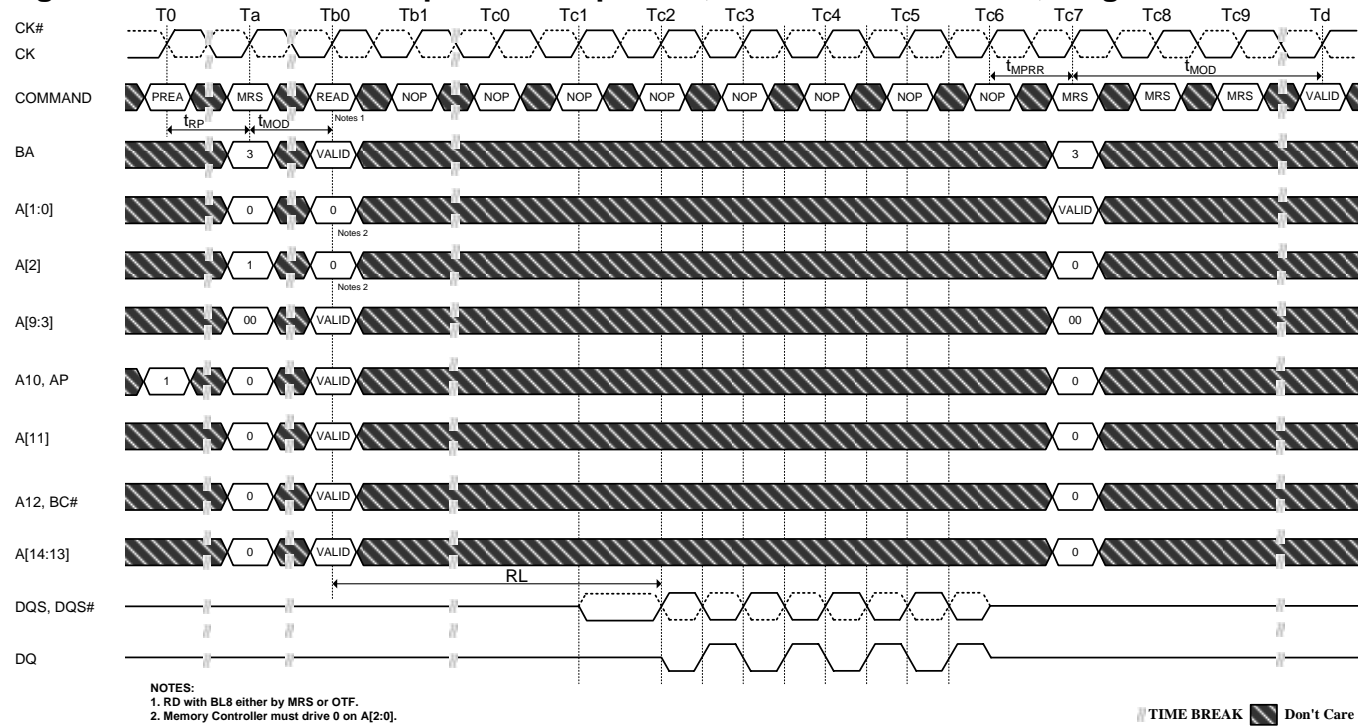 T0 Ta Tb0 Tb1 Tc0 Tc1 Tc2 Tc3 Tc4 Tc5 Tc6 Tc7 Tc8 Tc9 Td
CK#
CK
tMPRR tMOD
COMMAND PREA MRS READ NOP NOP NOP NOP NOP NOP NOP NOP MRS MRS MRS VALID
Notes 1
tRP tMOD
BA 3 VALID 3
A[1:0] 0 0 VALID
Notes 2
A[2] 1 0 0
Notes 2
A[9:3] 00 VALID 00
A10, AP 1 0 VALID 0
A[11] 0 VALID 0
A12, BC# 0 VALID 0
A[14:13] 0 VALID 0
RL
DQS, DQS#
DQ
NOTES:
1. RD with BL8 either by MRS or OTF.
2. Memory Controller must drive 0 on A[2:0].
TIME BREAK Don't Care